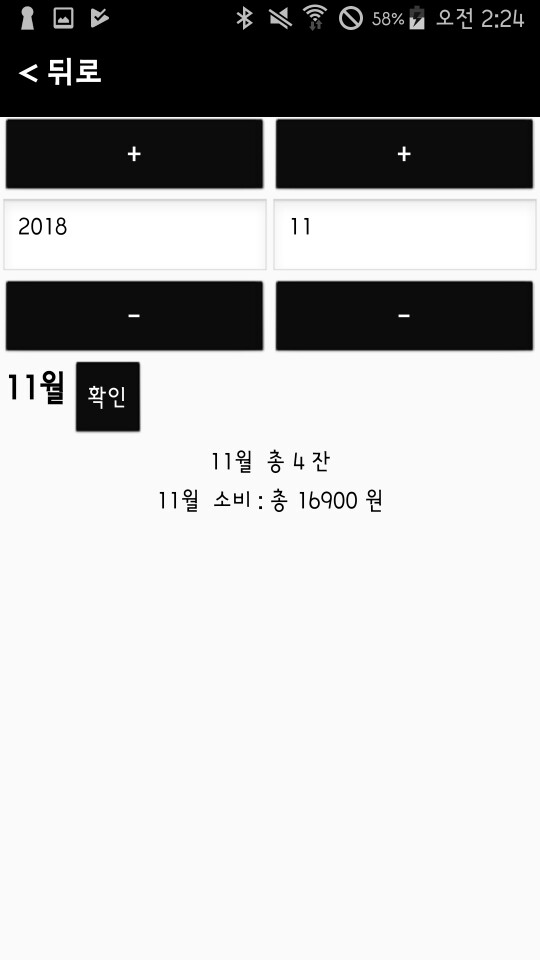 58% 오전 2:24
< 뒤로
+ +
2018 11
- -
11월 확인
11월 총 4 잔
11월 소비 : 총 16900 원